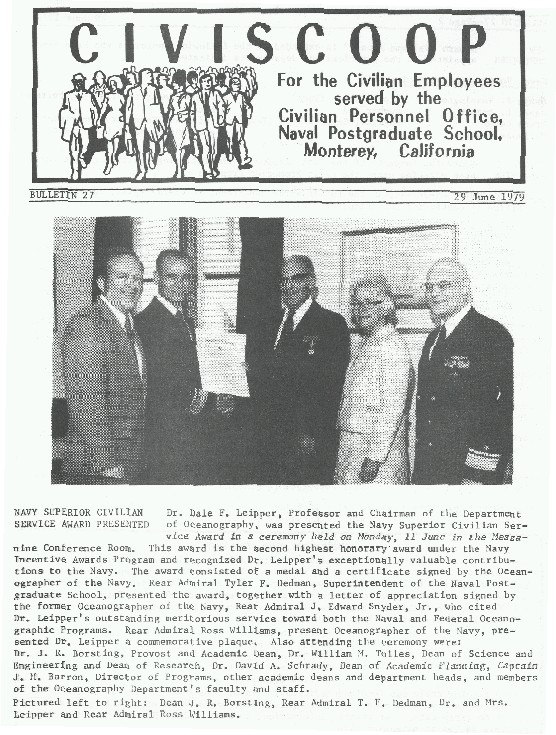 CIVISCOOP
For the Civilian Employees
served by the
Civilian Personnel Office,
Naval Postgraduate School,
Monterey, California
BULLETIN 27
29 June 1979
NAVY SUPERIOR CIVILIAN
SERVICE AWARD PRESENTED
Dr. Dale F. Leipper, Professor and Chairman of the Department
of Oceanography, was presented the Navy Superior Civilian Ser-
vice Award in a ceremony held on Monday, 11 June in the Mezza-
nine Conference Room. This award is the second highest honorary award under the Navy
Incentive Awards Program and recognized Dr. Leipper's exceptionally valuable contribu-
tions to the Navy. The award consisted of a medal and a certificate signed by the Ocean-
ographer of the Navy. Rear Admiral Tyler F. Dedman, Superintendent of the Naval Post-
graduate School, presented the award, together with a letter of appreciation signed by
the former Oceanographer of the Navy, Rear Admiral J. Edward Snyder, Jr., who cited
Dr. Leipper's outstanding meritorious service toward both the Naval and Federal Oceano-
graphic Programs. Rear Admiral Ross Williams, present Oceanographer of the Navy, pre-
sented Dr. Leipper a commemorative plaque. Also attending the ceremony were:
Dr. J. R. Borsting, Provost and Academic Dean, Dr. William M. Tolles, Dean of Science and
Engineering and Dean of Research, Dr. David A. Schrady, Dean of Academic Planning, Captain
J. M. Barron, Director of Programs, other academic deans and department heads, and members
of the Oceanography Department's faculty and staff.
Pictured left to right: Dean J. R. Borsting, Rear Admiral T. F. Dedman, Dr. and Mrs.
Leipper and Rear Admiral Ross Williams.